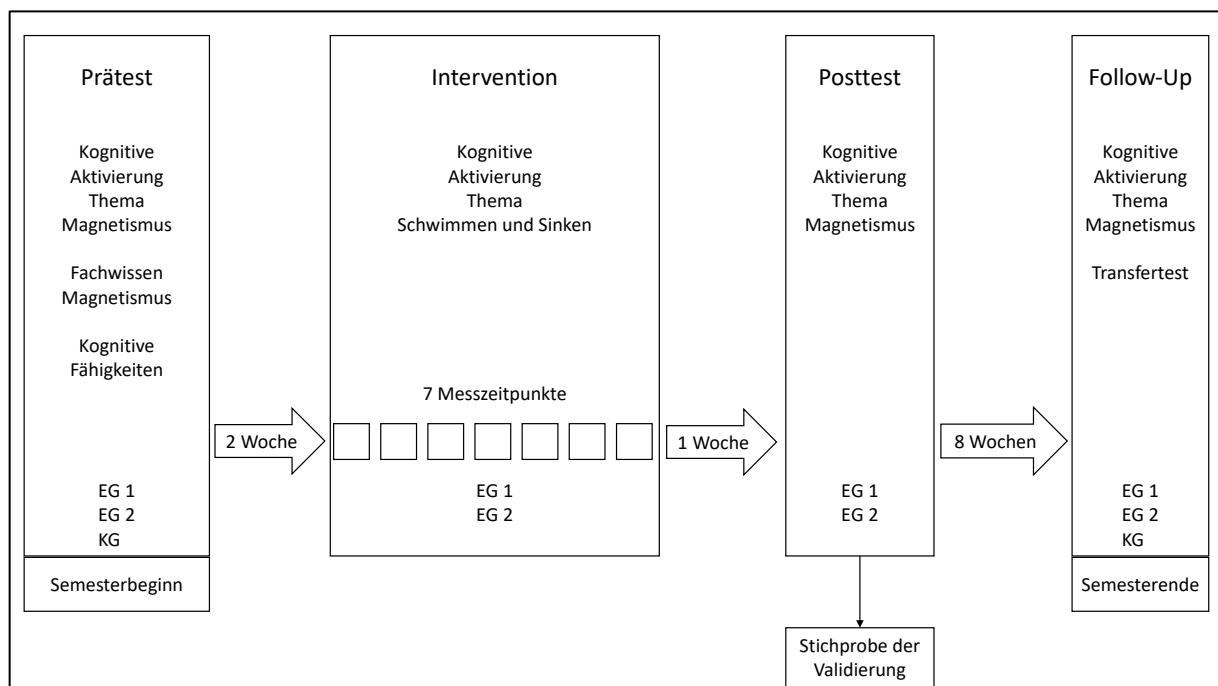 Prätest
Kognitive
Aktivierung
Thema
Magnetismus
Fachwissen
Magnetismus
Kognitive
Fähigkeiten
EG 1
EG 2
KG
Semesterbeginn
2 Woche
Intervention
Kognitive
Aktivierung
Thema
Schwimmen und Sinken
7 Messzeitpunkte
EG 1
EG 2
1 Woche
Posttest
Kognitive
Aktivierung
Thema
Magnetismus
EG 1
EG 2
Stichprobe der
Validierung
8 Wochen
Follow-Up
Kognitive
Aktivierung
Thema
Magnetismus
Transfertest
EG 1
EG 2
KG
Semesterende